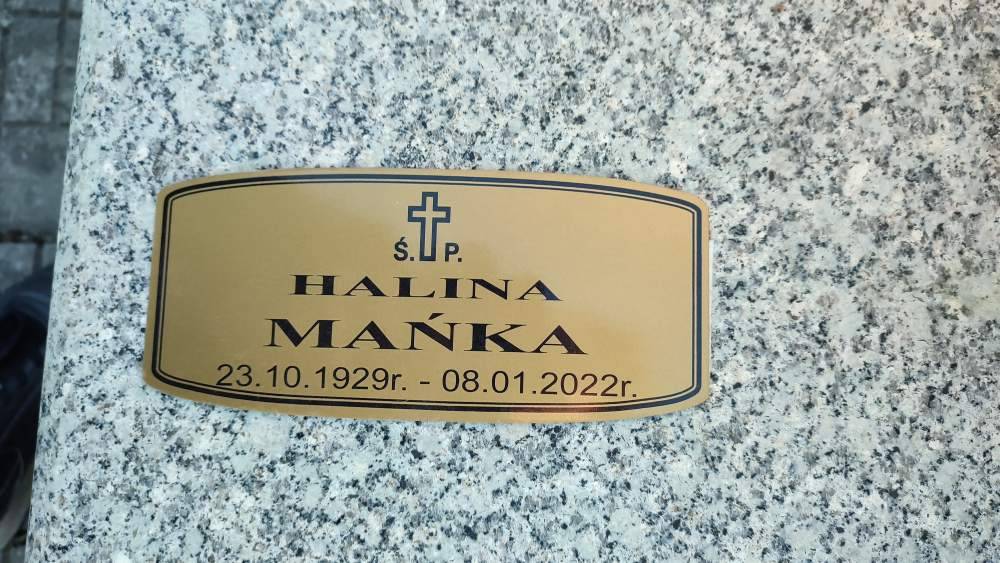 Ś. P.
HALINA
MAŃKA
23.10.1929r. - 08.01.2022r.